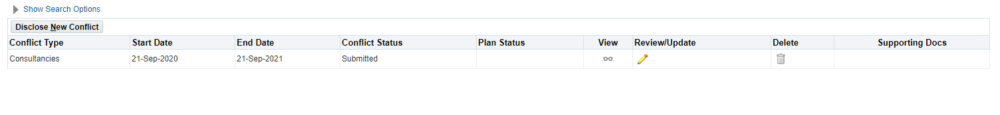 Show Search Options
Disclose New Conflict
Conflict Type Start Date End Date Conflict Status Plan Status View Review/Update Delete Supporting Docs
Consultancies 21-Sep-2020 21-Sep-2021 Submitted